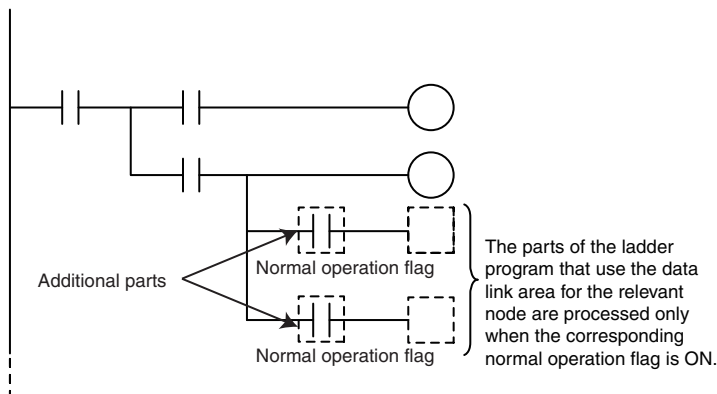 Normal operation flag
Additional parts
Normal operation flag
The parts of the ladder
program that use the data
link area for the relevant
node are processed only
when the corresponding
normal operation flag is ON.